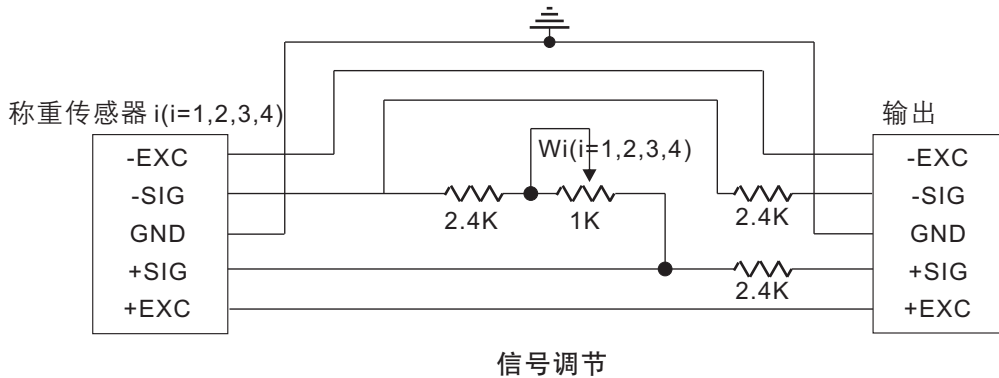 称重传感器 i(i=1,2,3,4)
输出
-EXC
-SIG
GND
+SIG
+EXC
Wi(i=1,2,3,4)
2.4K
1K
2.4K
2.4K
-EXC
-SIG
GND
+SIG
+EXC
信号调节